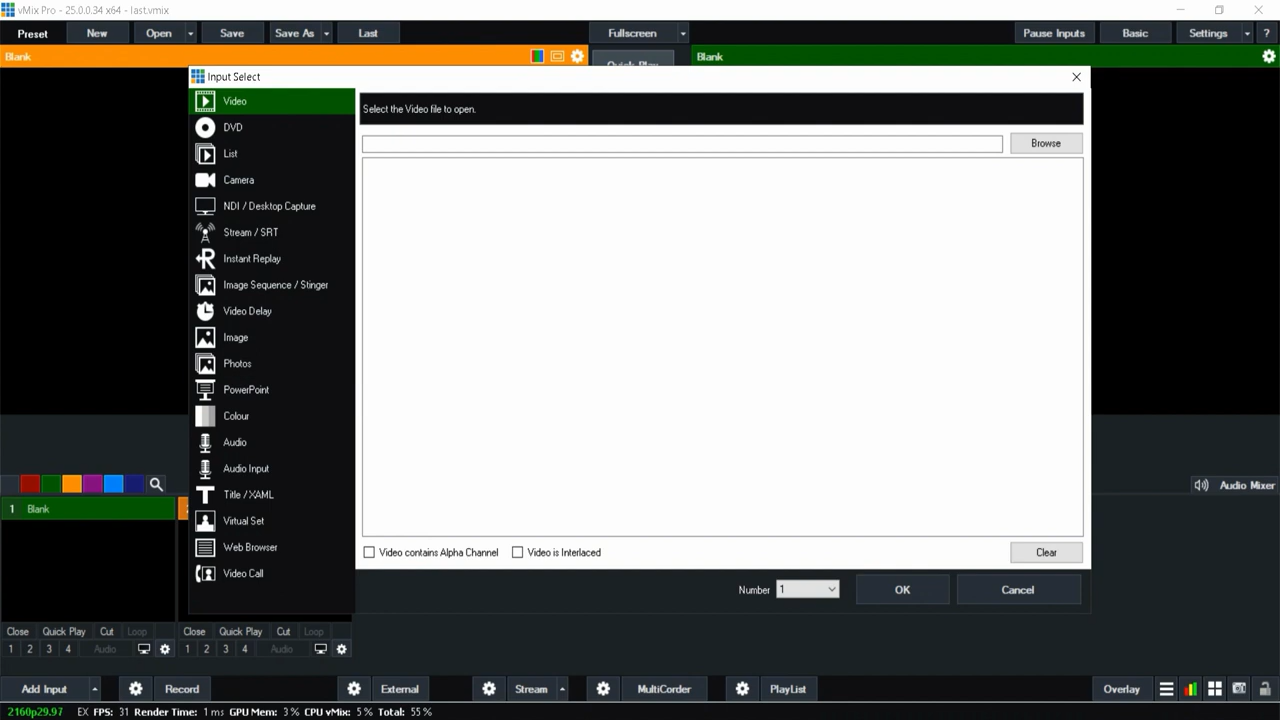 vMix Pro - 25.0.0.34 x64 - last.vmix
Preset New Open Save Save As Last Fullscreen Pause Inputs Basic Settings ?
Blank Quick Play Blank
Input Select
Video
DVD
List
Camera
NDI / Desktop Capture
Stream / SRT
Instant Replay
Image Sequence / Stinger
Video Delay
Image
Photos
PowerPoint
Colour
Audio
Audio Input
Title / XAML
Virtual Set
Web Browser
Video Call
Select the Video file to open.
Browse
Video contains Alpha Channel Video is Interlaced Clear
Number 1 OK Cancel
Audio Mixer
1 Blank
Close Quick Play Cut Loop Close Quick Play Cut Loop
1 2 3 4 Audio 1 2 3 4 Audio
Add Input Record External Stream MultiCorder PlayList Overlay
2160p29.97 EX FPS: 31 Render Time: 1 ms GPU Mem: 3 % CPU vMix: 5 % Total: 55 %